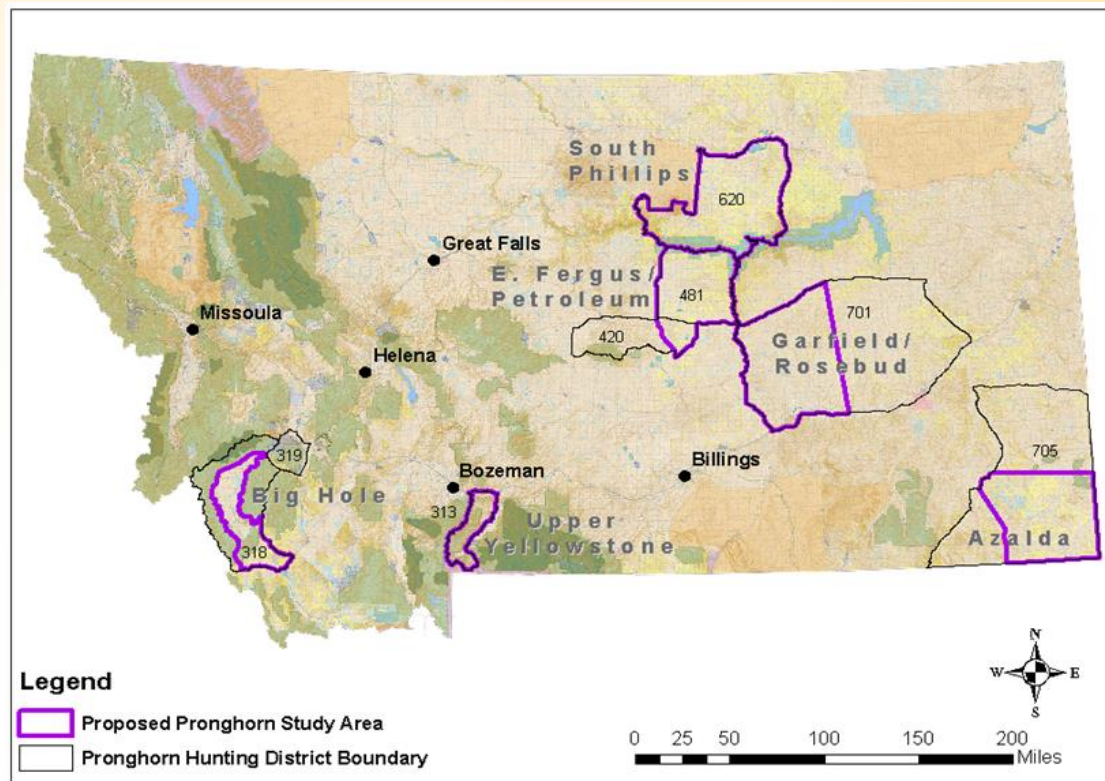 South
Phillips
620
Great Falls
E. Fergus/
Petroleum
481
701
Missoula
420
Garfield/
Rosebud
Helena
319
705
Billings
Bozeman
Big Hole
313
Upper
Yellowstone
Azalda
318
N
W E
S
Legend
Proposed Pronghorn Study Area
Pronghorn Hunting District Boundary
0 25 50 100 150 200
Miles